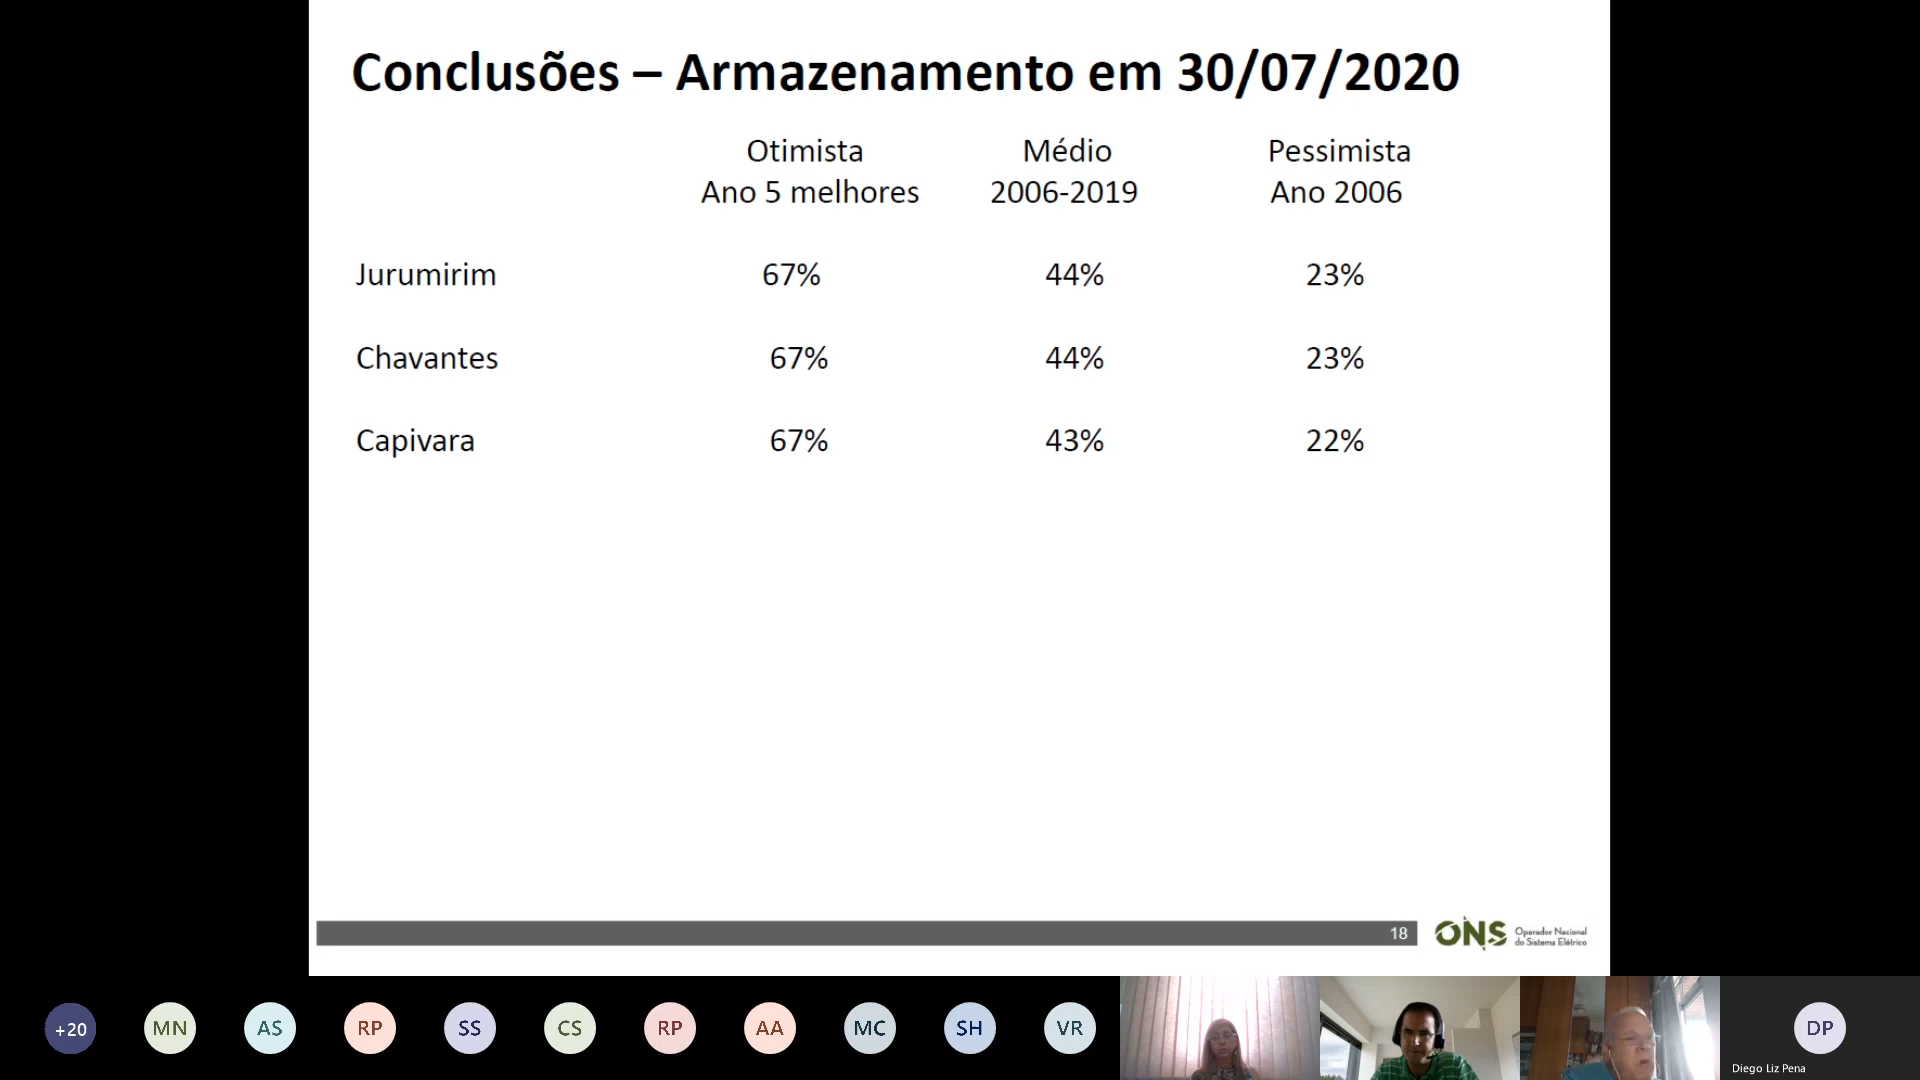 Conclusões – Armazenamento em 30/07/2020
Otimista Médio Pessimista
Ano 5 melhores 2006-2019 Ano 2006
Jurumirim 67% 44% 23%
Chavantes 67% 44% 23%
Capivara 67% 43% 22%
18
ONS Operador Nacional
do Sistema Elétrico
+20 MN AS RP SS CS RP AA MC SH VR DP
Diego Liz Pena